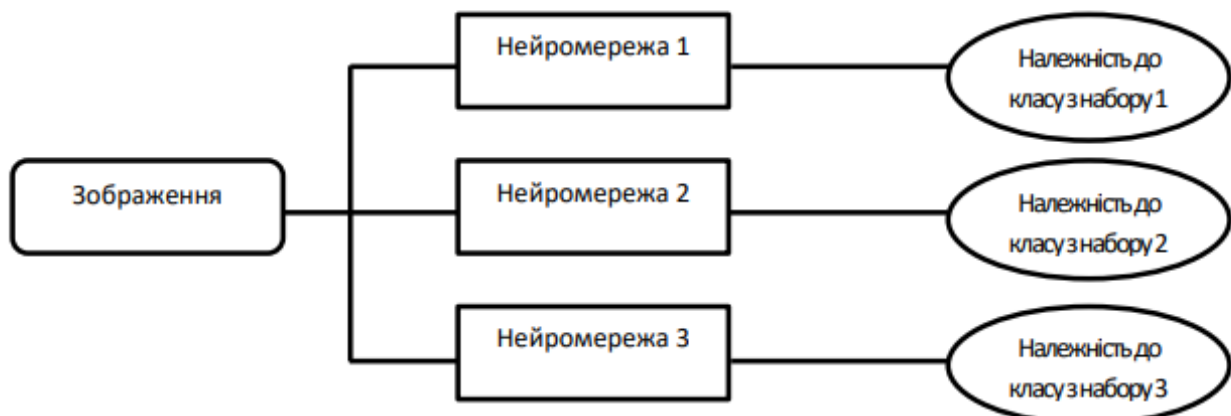 Нейромережа 1
Належність до
класу з набору 1
Зображення
Нейромережа 2
Належність до
класу з набору 2
Нейромережа 3
Належність до
класу з набору 3